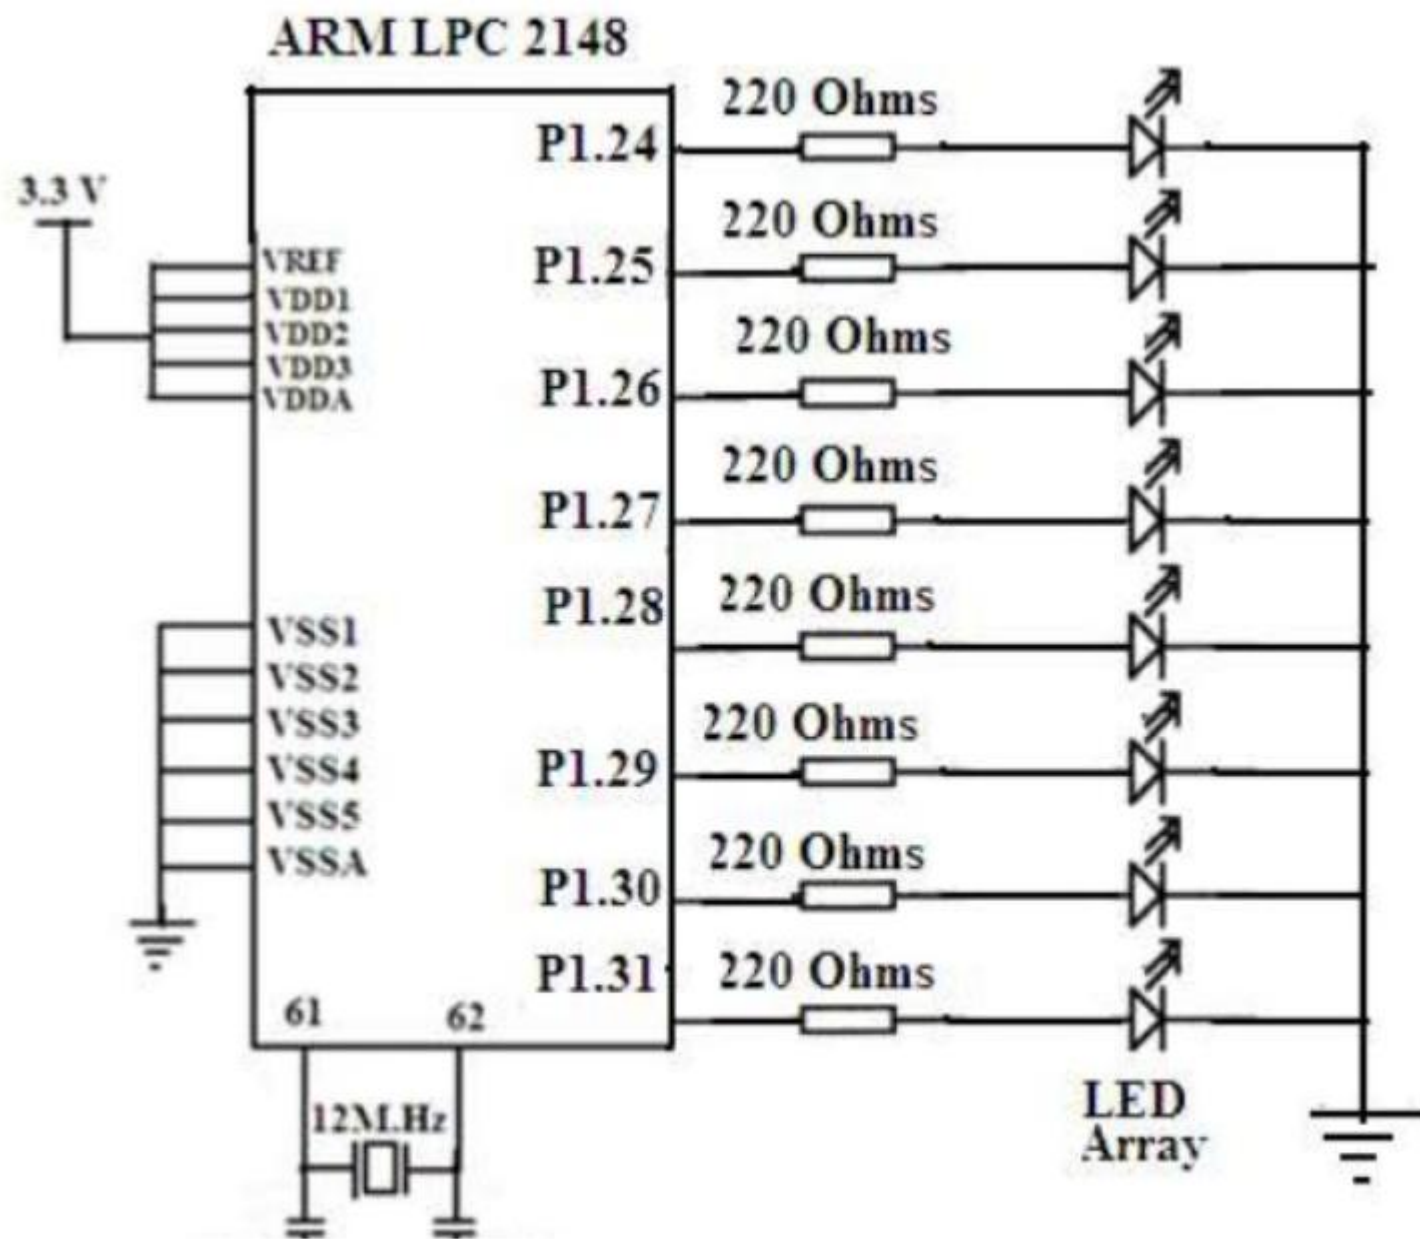 ARM LPC 2148
220 Ohms
P1.24
3.3 V
220 Ohms
P1.25
VREF
VDD1
VDD2
VDD3
VDDA
220 Ohms
P1.26
220 Ohms
P1.27
220 Ohms
P1.28
VSS1
VSS2
VSS3
VSS4
VSS5
VSSA
220 Ohms
P1.29
220 Ohms
P1.30
220 Ohms
P1.31
61
62
12M.Hz
LED
Array